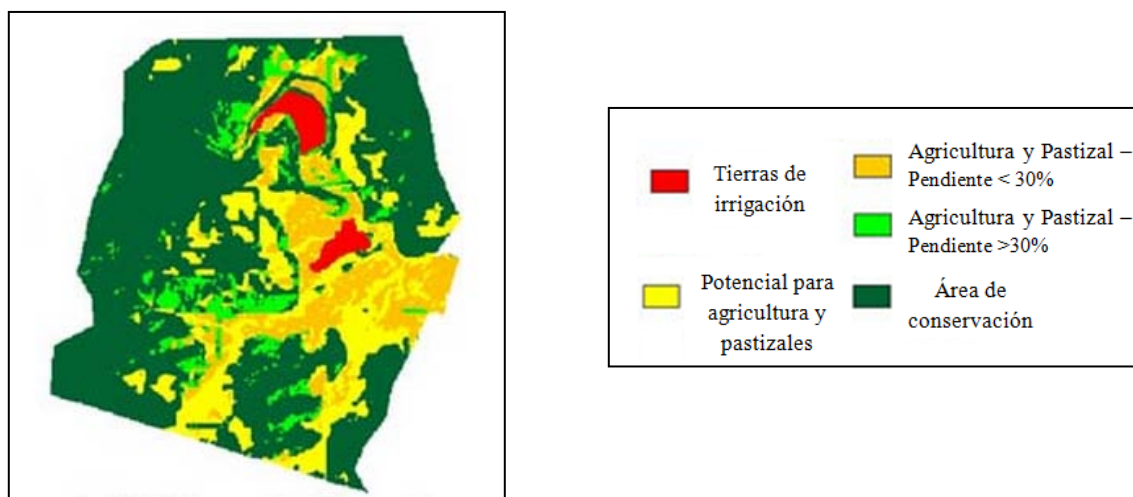 Tierras de
irrigación
Agricultura y Pastizal –
Pendiente < 30%
Agricultura y Pastizal –
Pendiente >30%
Potencial para
agricultura y
pastizales
Área de
conservación